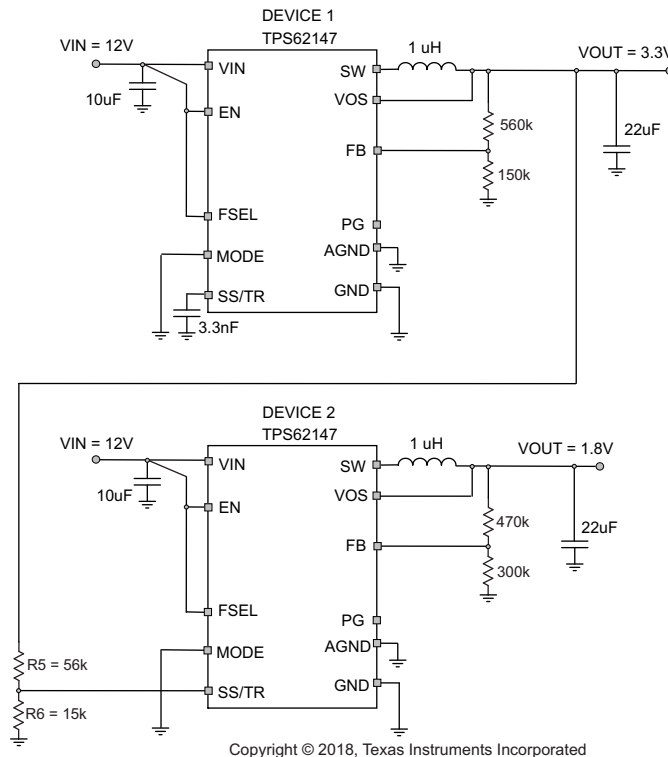 DEVICE 1
TPS62147
VIN = 12V
10uF
VIN
EN
FSEL
MODE
SS/TR
3.3nF
SW
VOS
FB
PG
AGND
GND
1 uH
560k
150k
VOUT = 3.3V
22uF
DEVICE 2
TPS62147
VIN = 12V
10uF
VIN
EN
FSEL
MODE
SS/TR
R5 = 56k
R6 = 15k
SW
VOS
FB
PG
AGND
GND
1 uH
470k
300k
VOUT = 1.8V
22uF
Copyright © 2018, Texas Instruments Incorporated